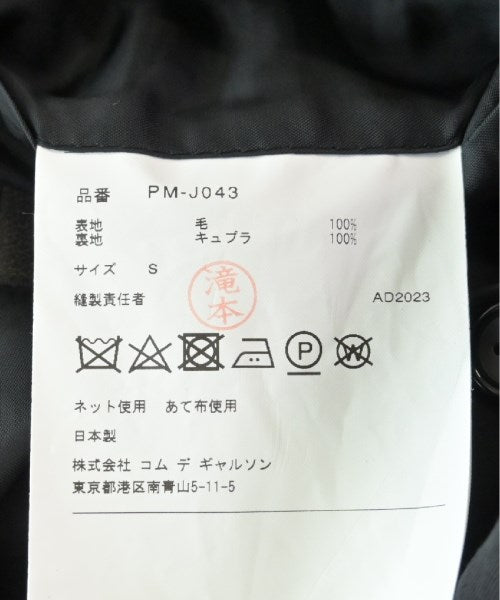 品番 PM-J043
表地 毛 100%
裏地 キュプラ 100%
サイズ S
滝本
縫製責任者 AD2023
P W
ネット使用 あて布使用
日本製
株式会社 コム デ ギャルソン
東京都港区南青山5-11-5